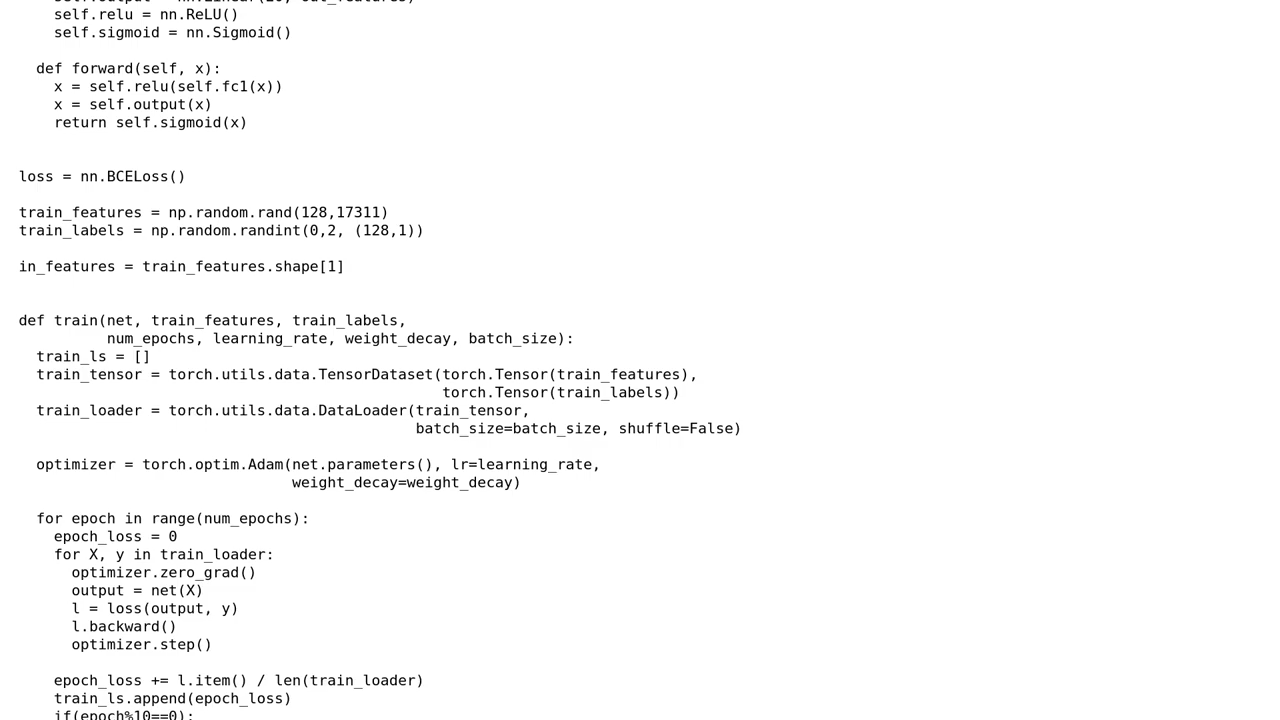 self.relu = nn.ReLU()
self.sigmoid = nn.Sigmoid()
def forward(self, x):
x = self.relu(self.fc1(x))
x = self.output(x)
return self.sigmoid(x)
loss = nn.BCELoss()
train_features = np.random.rand(128,17311)
train_labels = np.random.randint(0,2, (128,1))
in_features = train_features.shape[1]
def train(net, train_features, train_labels,
num_epochs, learning_rate, weight_decay, batch_size):
train_ls = []
train_tensor = torch.utils.data.TensorDataset(torch.Tensor(train_features),
torch.Tensor(train_labels))
train_loader = torch.utils.data.DataLoader(train_tensor,
batch_size=batch_size, shuffle=False)
optimizer = torch.optim.Adam(net.parameters(), lr=learning_rate,
weight_decay=weight_decay)
for epoch in range(num_epochs):
epoch_loss = 0
for X, y in train_loader:
optimizer.zero_grad()
output = net(X)
l = loss(output, y)
l.backward()
optimizer.step()
epoch_loss += l.item() / len(train_loader)
train_ls.append(epoch_loss)
if(epoch%10==0):